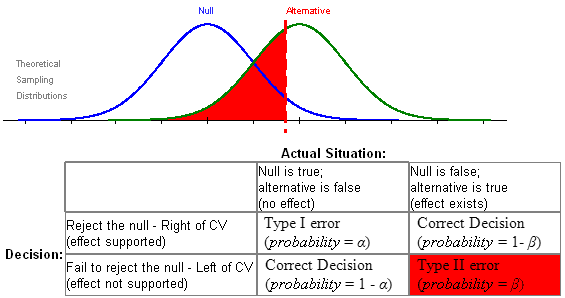 Null
Alternative
Theoretical
Sampling
Distributions
Actual Situation:
Null is true;
alternative is false
(no effect)
Null is false;
alternative is true
(effect exists)
Decision:
Reject the null - Right of CV
(effect supported)
Type I error
(probability = α)
Correct Decision
(probability = 1- β)
Fail to reject the null - Left of CV
(effect not supported)
Correct Decision
(probability = 1 - α)
Type II error
(probability = β)